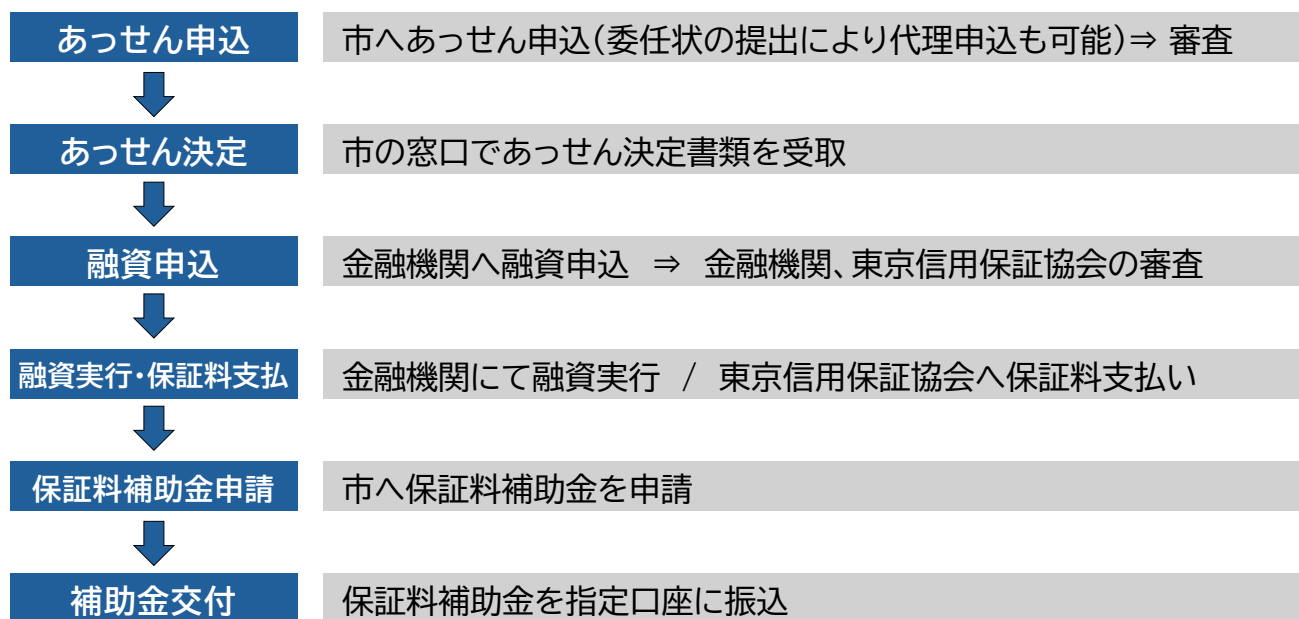 あっせん申込
市へあっせん申込（委任状の提出により代理申込も可能）⇒ 審査
あっせん決定
市の窓口であっせん決定書類を受取
融資申込
金融機関へ融資申込 ⇒ 金融機関、東京信用保証協会の審査
融資実行・保証料支払
金融機関にて融資実行 / 東京信用保証協会へ保証料支払い
保証料補助金申請
市へ保証料補助金を申請
補助金交付
保証料補助金を指定口座に振込